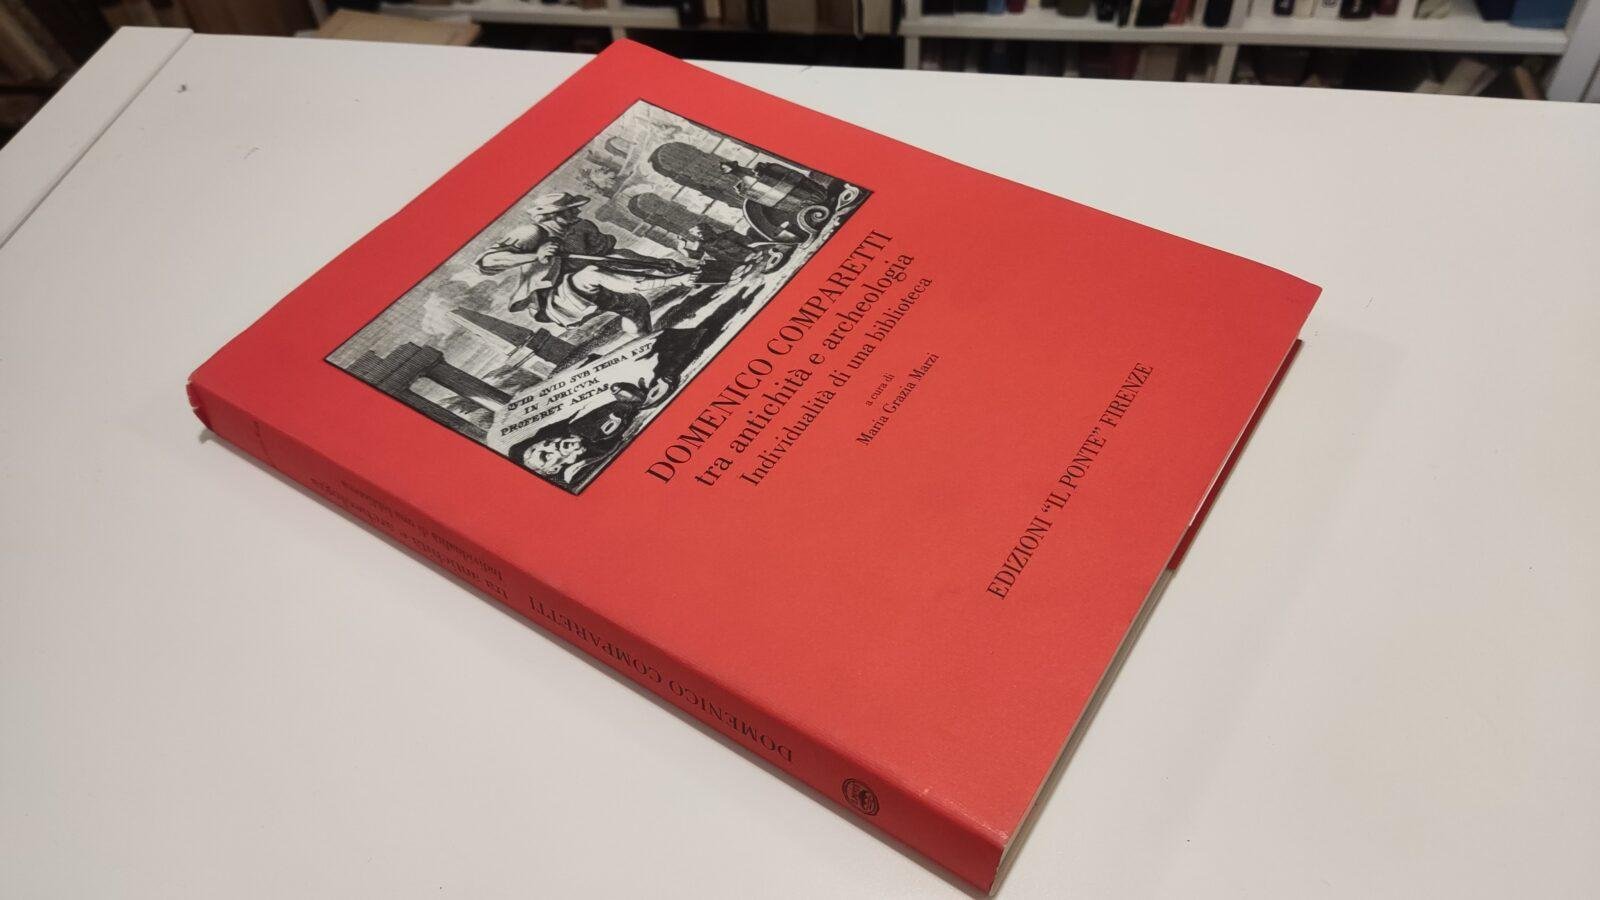 QVID QVID SVB TERRA EST
IN APRICVM
PROFERET AETAS
DOMENICO COMPARETTI
tra antichità e archeologia
Individualità di una biblioteca
a cura di
Maria Grazia Marzi
EDIZIONI “IL PONTE” FIRENZE
DOMENICO COMPARETTI
tra antichità e archeologia
Individualità di una biblioteca